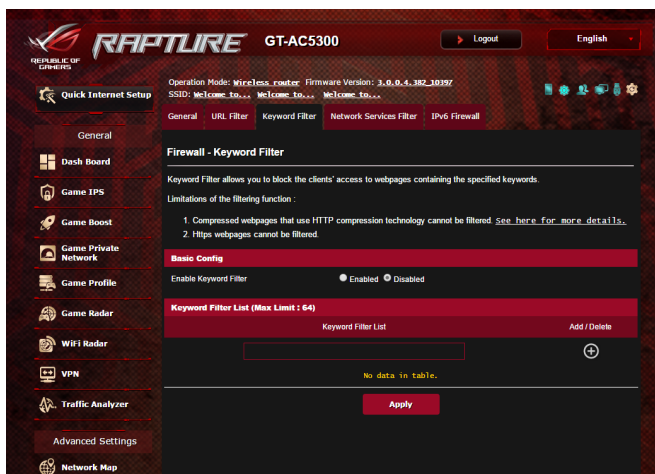 REPUBLIC OF
GAMERS
RAPTURE
GT-AC5300
Logout
English
Quick Internet Setup
Operation Mode: Wireless router Firmware Version: 3.0.0.4.382_10397
SSID: Welcome to... Welcome to... Welcome to...
General
URL Filter
Keyword Filter
Network Services Filter
IPv6 Firewall
General
Dash Board
Game IPS
Game Boost
Game Private
Network
Game Profile
Game Radar
WiFi Radar
VPN
Traffic Analyzer
Advanced Settings
Network Map
Firewall - Keyword Filter
Keyword Filter allows you to block the clients' access to webpages containing the specified keywords.
Limitations of the filtering function :
1. Compressed webpages that use HTTP compression technology cannot be filtered. See here for more details.
2. Https webpages cannot be filtered.
Basic Config
Enable Keyword Filter
Enabled
Disabled
Keyword Filter List (Max Limit : 64)
Keyword Filter List
Add / Delete
No data in table.
Apply